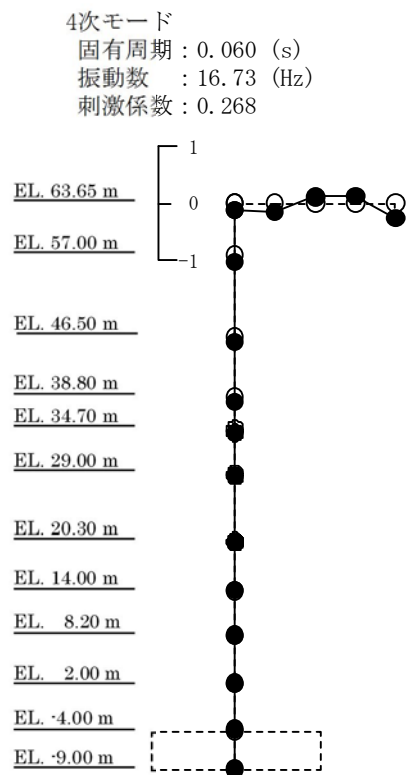 4次モード
固有周期：0.060 (s)
振動数　：16.73 (Hz)
刺激係数：0.268
1
EL. 63.65 m
0
EL. 57.00 m
-1
EL. 46.50 m
EL. 38.80 m
EL. 34.70 m
EL. 29.00 m
EL. 20.30 m
EL. 14.00 m
EL. 8.20 m
EL. 2.00 m
EL. -4.00 m
EL. -9.00 m